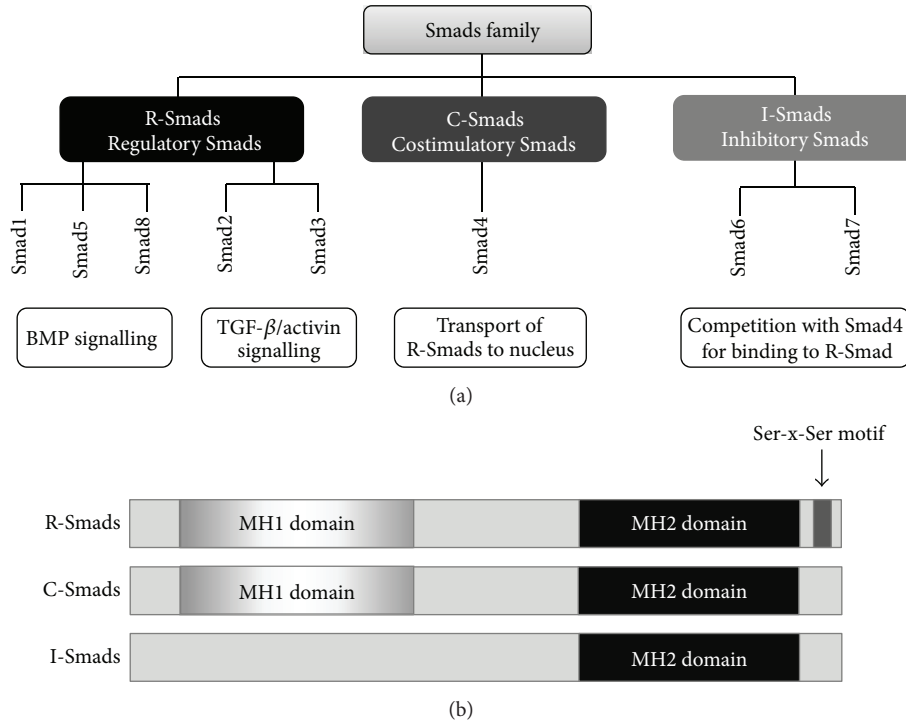 Smads family
R-Smads
Regulatory Smads
C-Smads
Costimulatory Smads
I-Smads
Inhibitory Smads
Smad1
Smad5
Smad8
Smad2
Smad3
Smad4
Smad6
Smad7
BMP signalling
TGF-β/activin
signalling
Transport of
R-Smads to nucleus
Competition with Smad4
for binding to R-Smad
(a)
Ser-x-Ser motif
R-Smads
MH1 domain
MH2 domain
C-Smads
MH1 domain
MH2 domain
I-Smads
MH2 domain
(b)